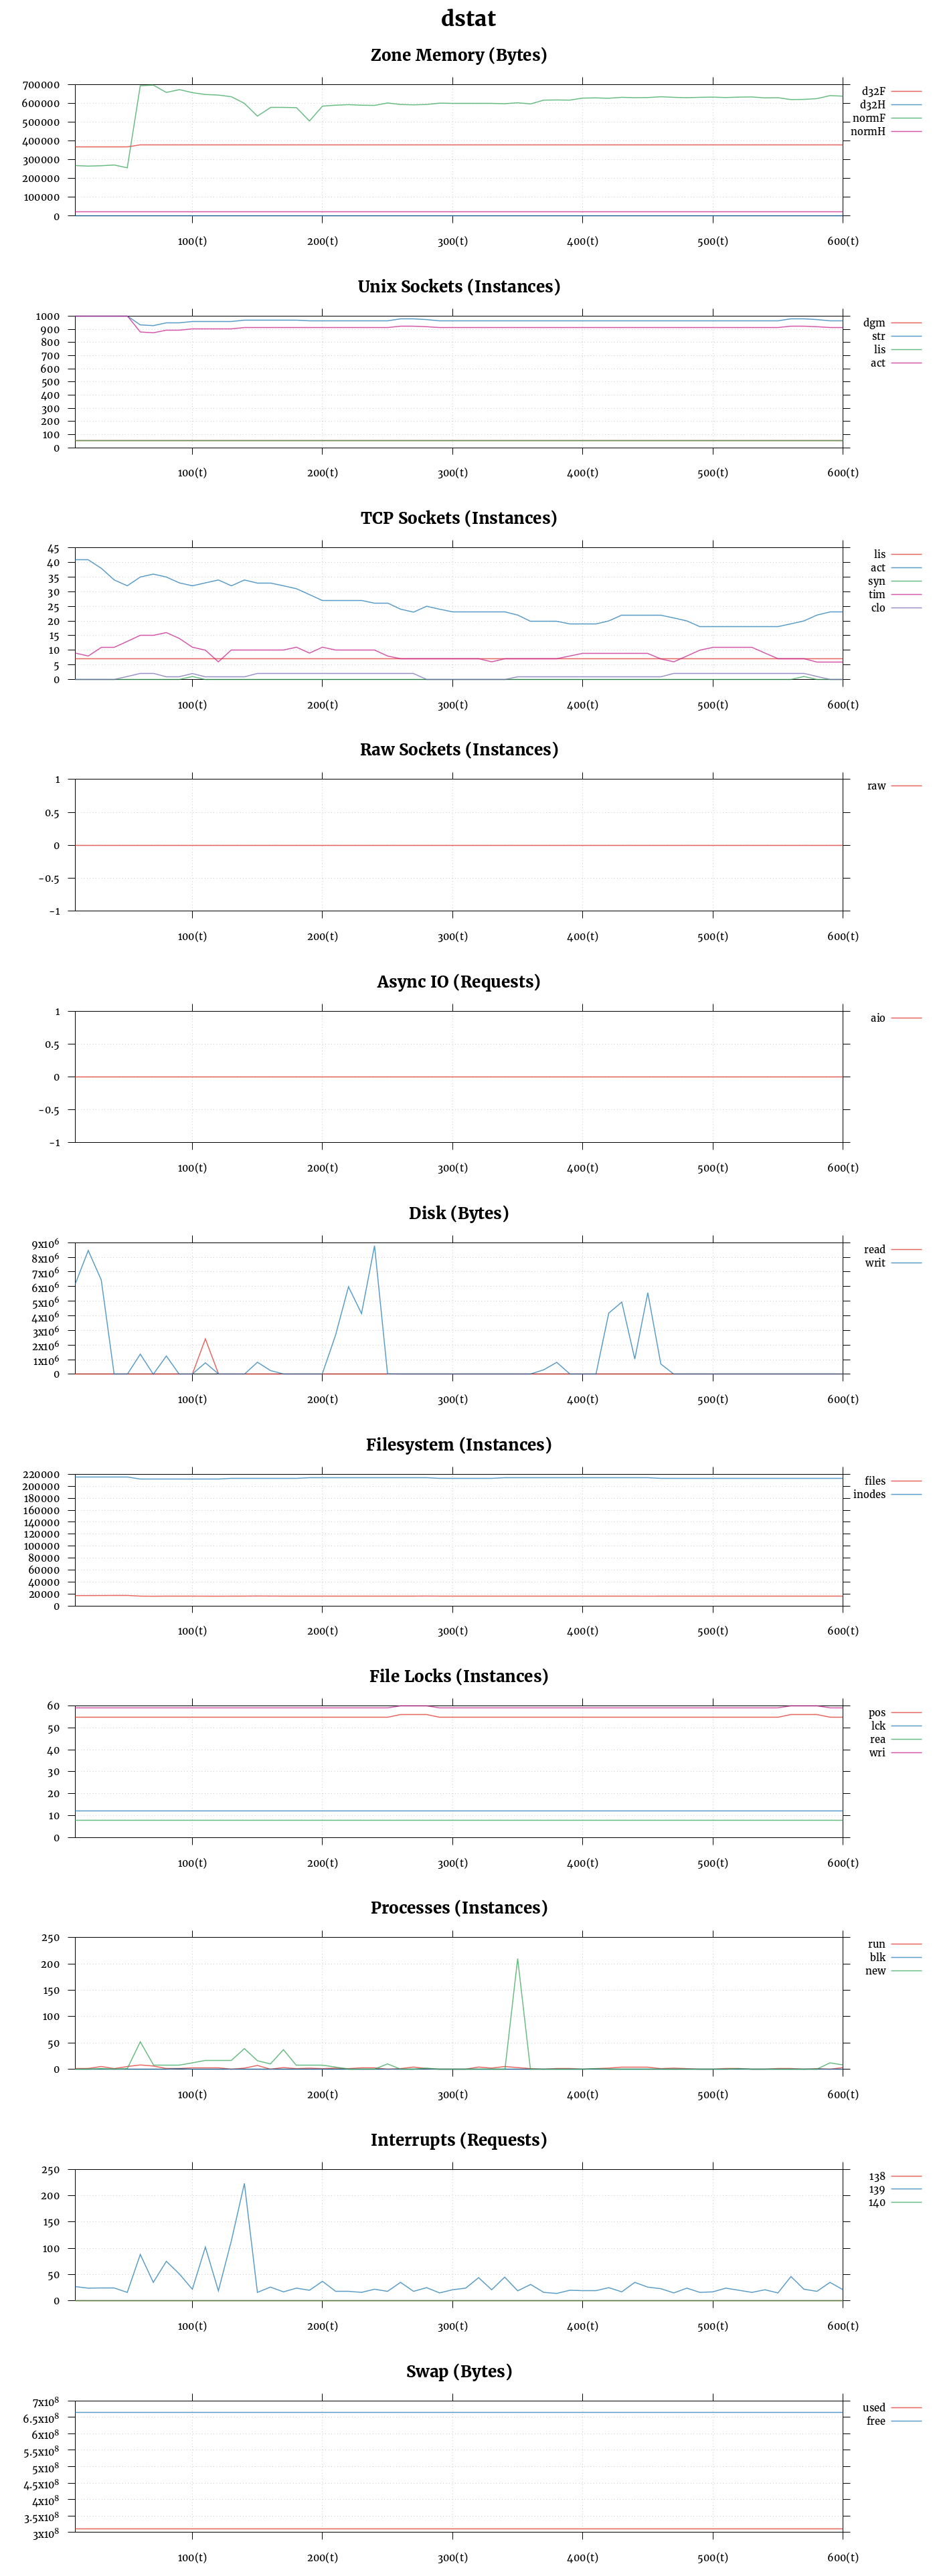 dstat
Zone Memory (Bytes)
700000
600000
500000
400000
300000
200000
100000
0
100(t) 200(t) 300(t) 400(t) 500(t) 600(t)
d32F
d32H
normF
normH
Unix Sockets (Instances)
1000
900
800
700
600
500
400
300
200
100
0
100(t) 200(t) 300(t) 400(t) 500(t) 600(t)
dgm
str
lis
act
TCP Sockets (Instances)
45
40
35
30
25
20
15
10
5
0
100(t) 200(t) 300(t) 400(t) 500(t) 600(t)
lis
act
syn
tim
clo
Raw Sockets (Instances)
1
0.5
0
-0.5
-1
100(t) 200(t) 300(t) 400(t) 500(t) 600(t)
raw
Async IO (Requests)
1
0.5
0
-0.5
-1
100(t) 200(t) 300(t) 400(t) 500(t) 600(t)
aio
Disk (Bytes)
9x10⁶
8x10⁶
7x10⁶
6x10⁶
5x10⁶
4x10⁶
3x10⁶
2x10⁶
1x10⁶
0
100(t) 200(t) 300(t) 400(t) 500(t) 600(t)
read
writ
Filesystem (Instances)
220000
200000
180000
160000
140000
120000
100000
80000
60000
40000
20000
0
100(t) 200(t) 300(t) 400(t) 500(t) 600(t)
files
inodes
File Locks (Instances)
60
50
40
30
20
10
0
100(t) 200(t) 300(t) 400(t) 500(t) 600(t)
pos
lck
rea
wri
Processes (Instances)
250
200
150
100
50
0
100(t) 200(t) 300(t) 400(t) 500(t) 600(t)
run
blk
new
Interrupts (Requests)
250
200
150
100
50
0
100(t) 200(t) 300(t) 400(t) 500(t) 600(t)
138
139
140
Swap (Bytes)
7x10⁸
6.5x10⁸
6x10⁸
5.5x10⁸
5x10⁸
4.5x10⁸
4x10⁸
3.5x10⁸
3x10⁸
100(t) 200(t) 300(t) 400(t) 500(t) 600(t)
used
free